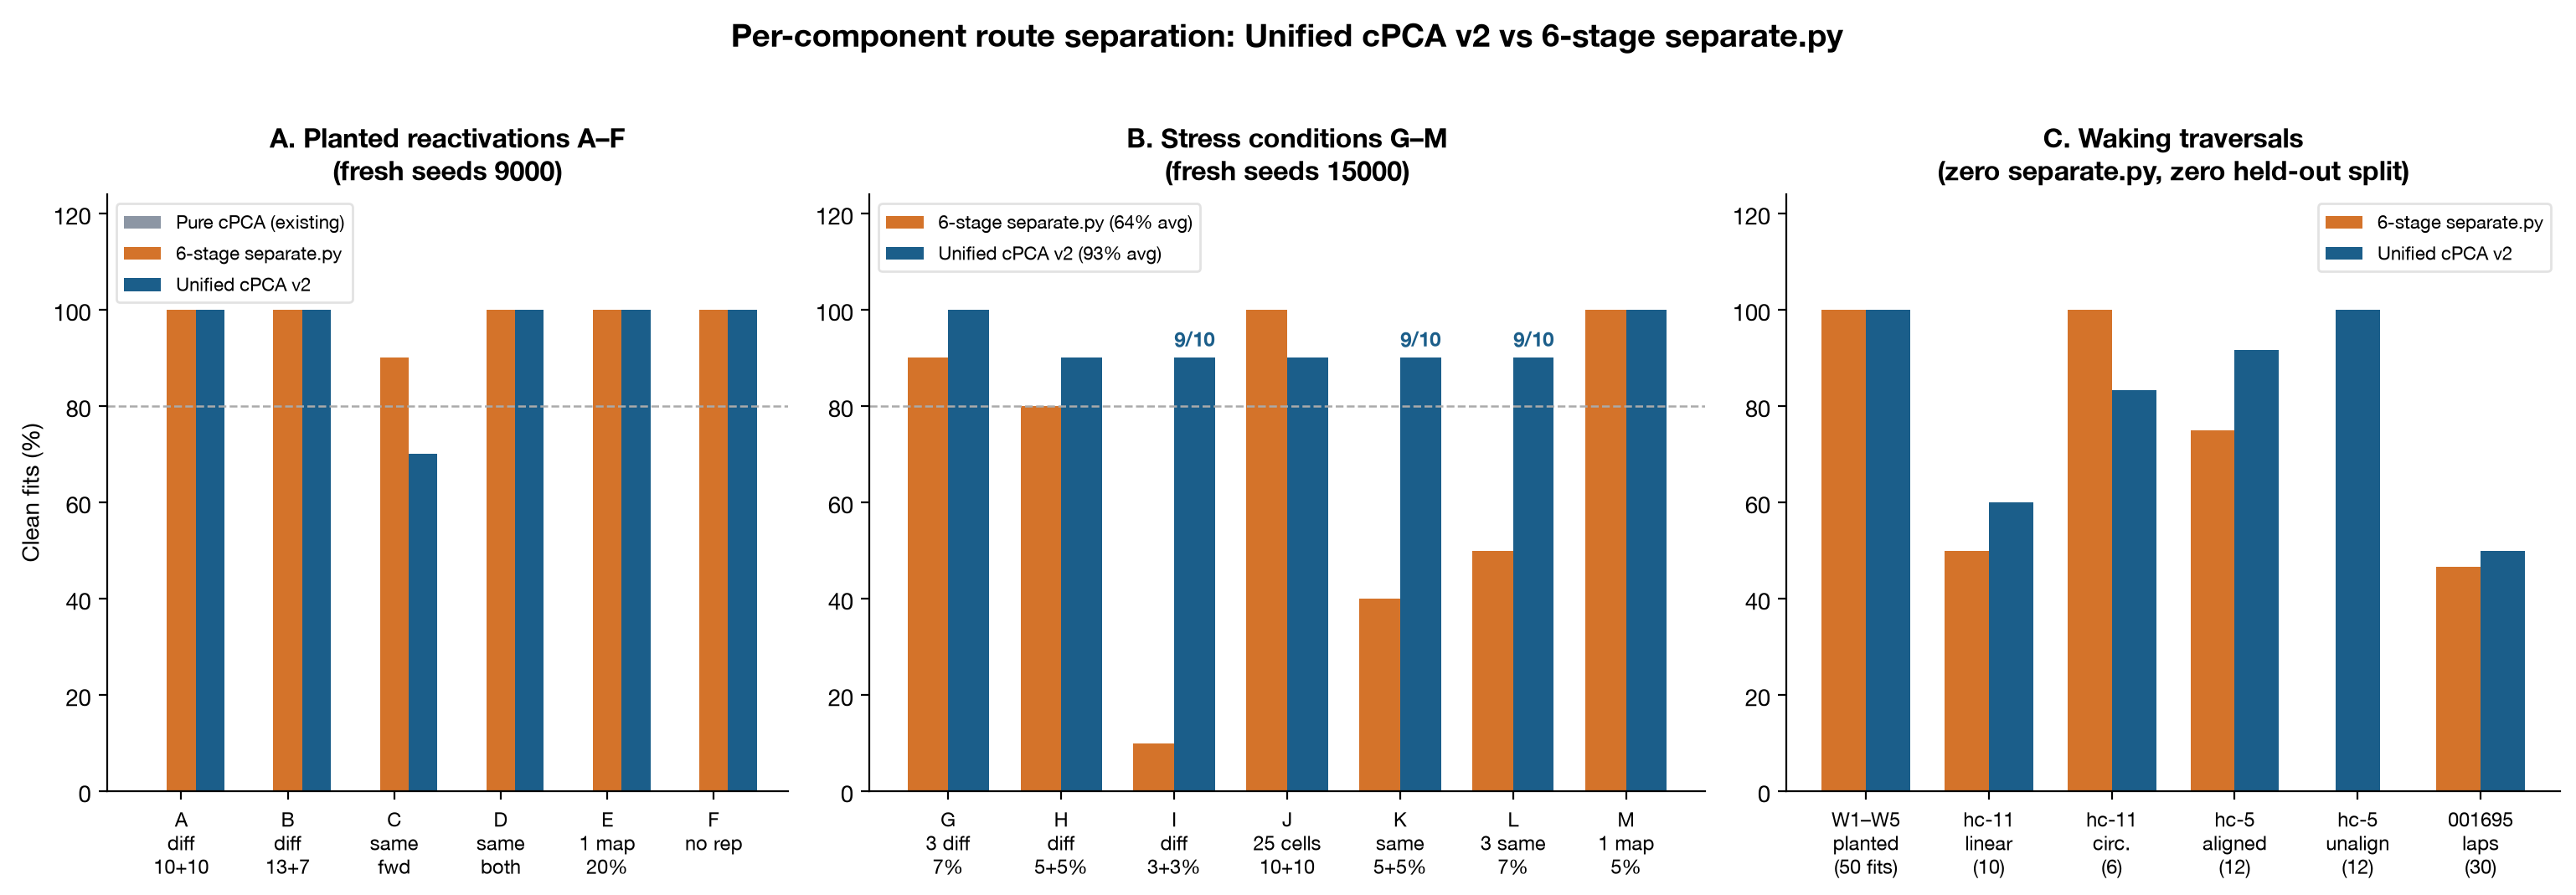 Per-component route separation: Unified cPCA v2 vs 6-stage separate.py
A. Planted reactivations A–F
(fresh seeds 9000)
Clean fits (%)
120
100
80
60
40
20
0
Pure cPCA (existing)
6-stage separate.py
Unified cPCA v2
A
diff
10+10
B
diff
13+7
C
same
fwd
D
same
both
E
1 map
20%
F
no rep
B. Stress conditions G–M
(fresh seeds 15000)
120
100
80
60
40
20
0
6-stage separate.py (64% avg)
Unified cPCA v2 (93% avg)
9/10
9/10
9/10
G
3 diff
7%
H
diff
5+5%
I
diff
3+3%
J
25 cells
10+10
K
same
5+5%
L
3 same
7%
M
1 map
5%
C. Waking traversals
(zero separate.py, zero held-out split)
120
100
80
60
40
20
0
6-stage separate.py
Unified cPCA v2
W1–W5
planted
(50 fits)
hc-11
linear
(10)
hc-11
circ.
(6)
hc-5
aligned
(12)
hc-5
unalign
(12)
001695
laps
(30)